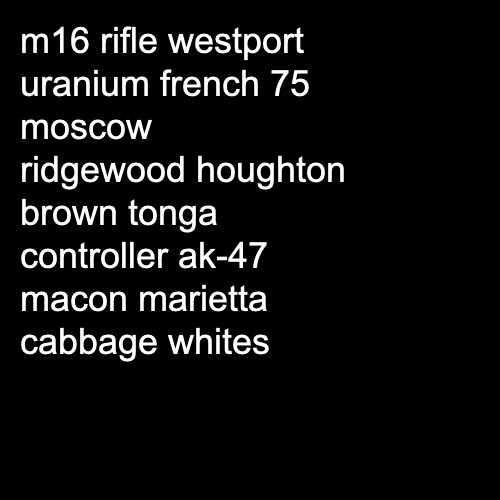 m16 rifle westport
uranium french 75
moscow
ridgewood houghton
brown tonga
controller ak-47
macon marietta
cabbage whites